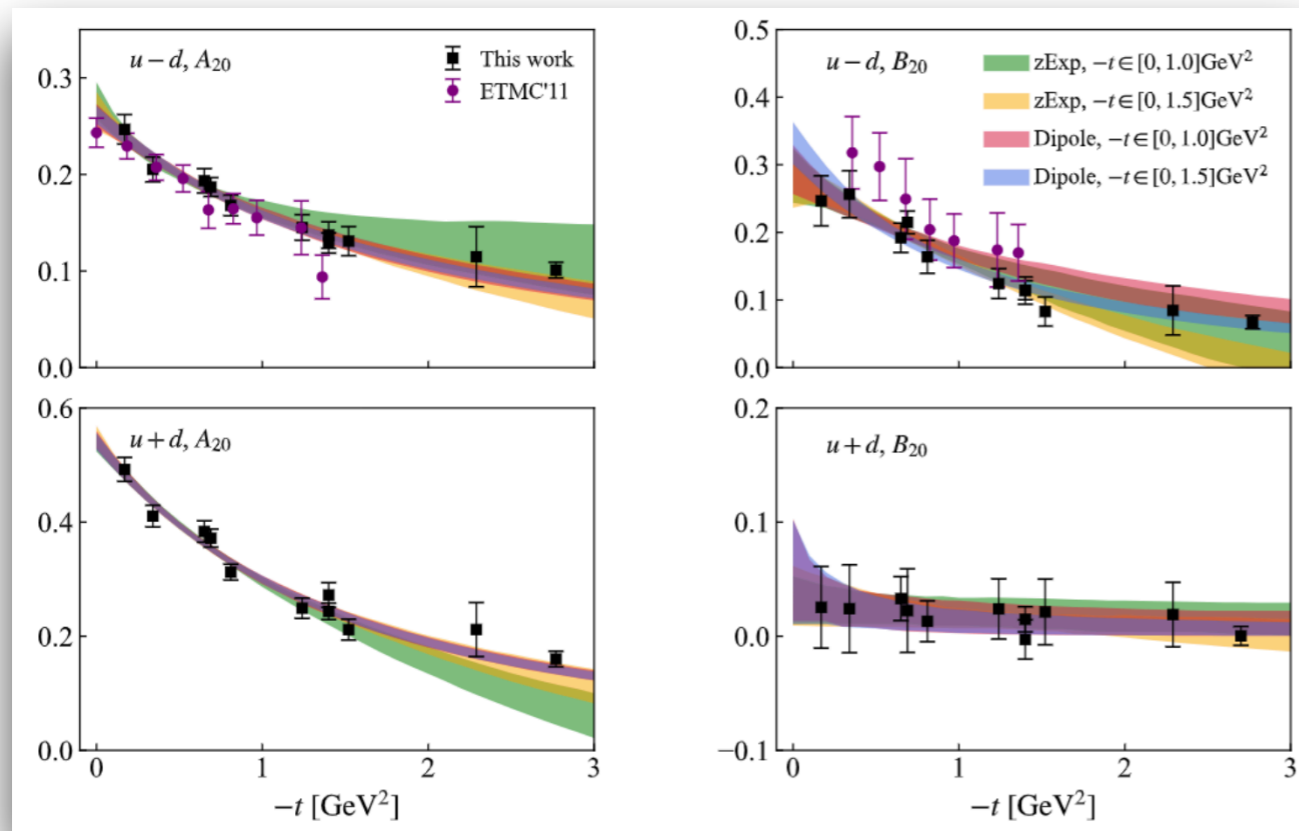 u − d, A₂₀
This work
ETMC'11
0.3
0.2
0.1
0.0
u − d, B₂₀
zExp, −t∈[0, 1.0]GeV²
zExp, −t∈[0, 1.5]GeV²
Dipole, −t∈[0, 1.0]GeV²
Dipole, −t∈[0, 1.5]GeV²
0.5
0.4
0.3
0.2
0.1
0.0
u + d, A₂₀
0.6
0.4
0.2
0.0
0 1 2 3
−t [GeV²]
u + d, B₂₀
0.2
0.1
0.0
−0.1
0 1 2 3
−t [GeV²]